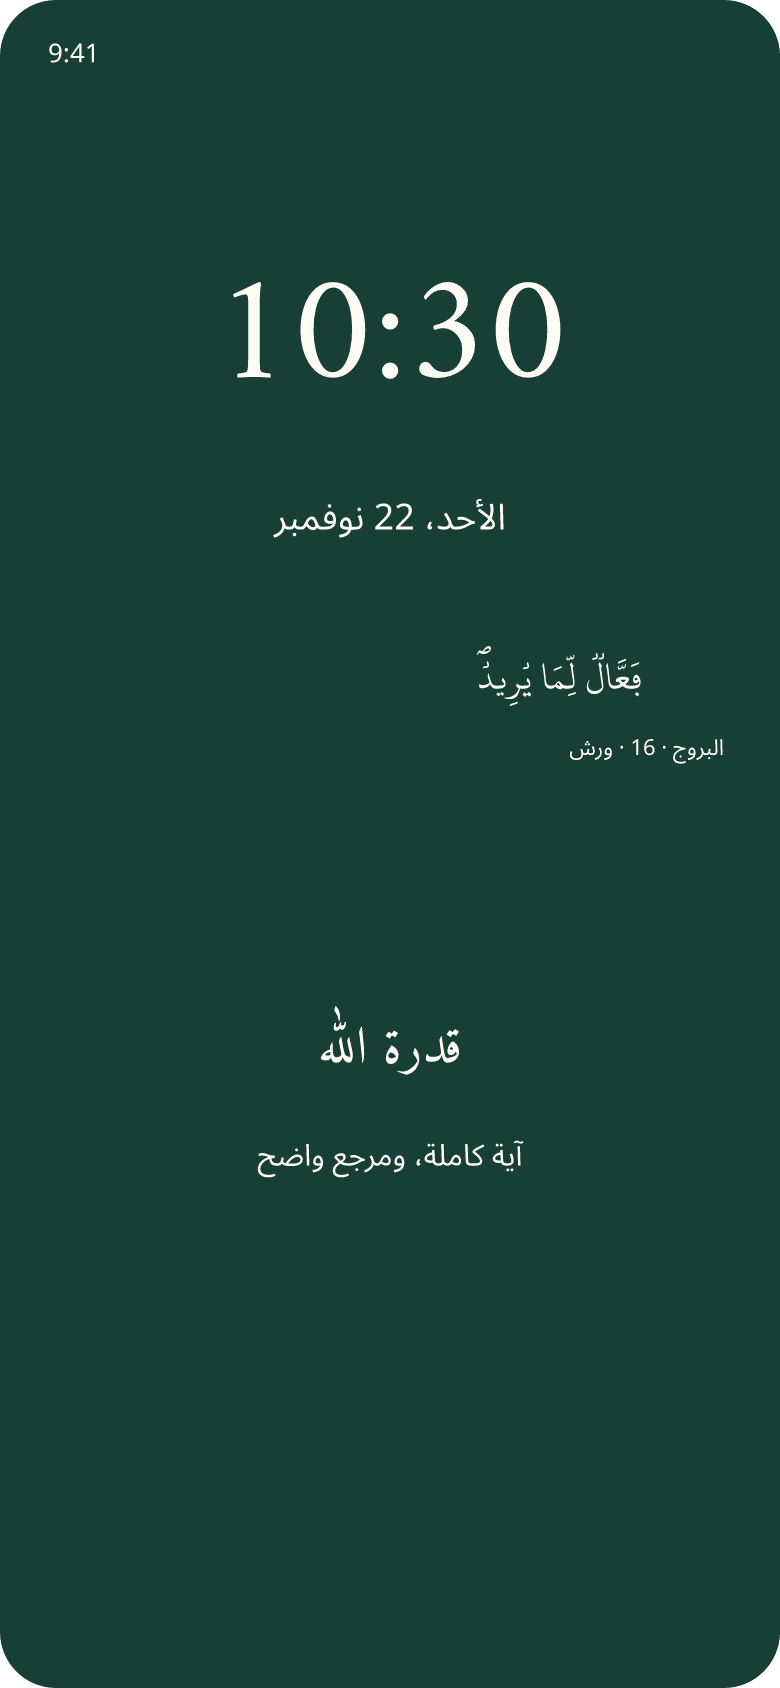 9:41
10:30
الأحد، 22 نوفمبر
فَعَّالٞ لِّمَا يُرِيدُۖ
البروج · 16 · ورش
قدرة الله
آية كاملة، ومرجع واضح